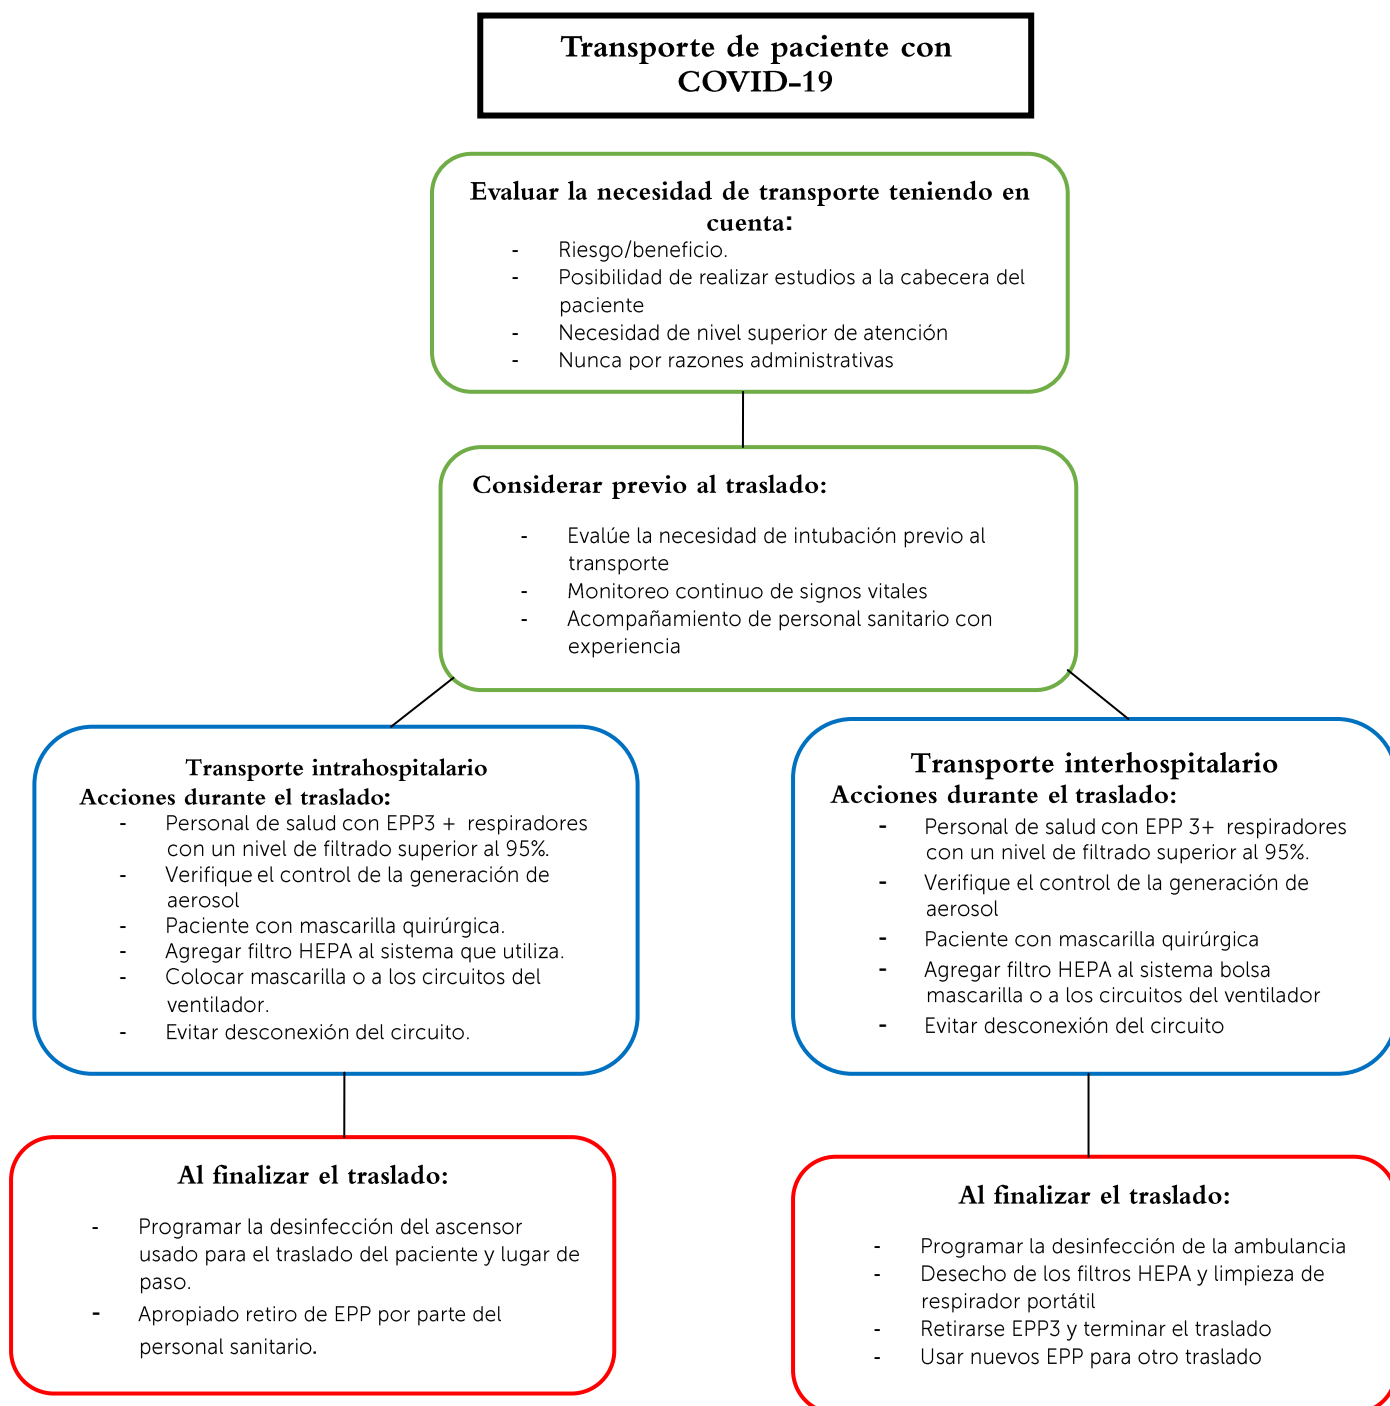 Transporte de paciente con
COVID-19
Evaluar la necesidad de transporte teniendo en
cuenta:
- Riesgo/beneficio.
- Posibilidad de realizar estudios a la cabecera del
paciente
- Necesidad de nivel superior de atención
- Nunca por razones administrativas
Considerar previo al traslado:
- Evalúe la necesidad de intubación previo al
transporte
- Monitoreo continuo de signos vitales
- Acompañamiento de personal sanitario con
experiencia
Transporte intrahospitalario
Acciones durante el traslado:
- Personal de salud con EPP3 + respiradores
con un nivel de filtrado superior al 95%.
- Verifique el control de la generación de
aerosol
- Paciente con mascarilla quirúrgica.
- Agregar filtro HEPA al sistema que utiliza.
- Colocar mascarilla o a los circuitos del
ventilador.
- Evitar desconexión del circuito.
Transporte interhospitalario
Acciones durante el traslado:
- Personal de salud con EPP 3+ respiradores
con un nivel de filtrado superior al 95%.
- Verifique el control de la generación de
aerosol
- Paciente con mascarilla quirúrgica
- Agregar filtro HEPA al sistema bolsa
mascarilla o a los circuitos del ventilador
- Evitar desconexión del circuito
Al finalizar el traslado:
- Programar la desinfección del ascensor
usado para el traslado del paciente y lugar de
paso.
- Apropiado retiro de EPP por parte del
personal sanitario.
Al finalizar el traslado:
- Programar la desinfección de la ambulancia
- Desecho de los filtros HEPA y limpieza de
respirador portátil
- Retirarse EPP3 y terminar el traslado
- Usar nuevos EPP para otro traslado